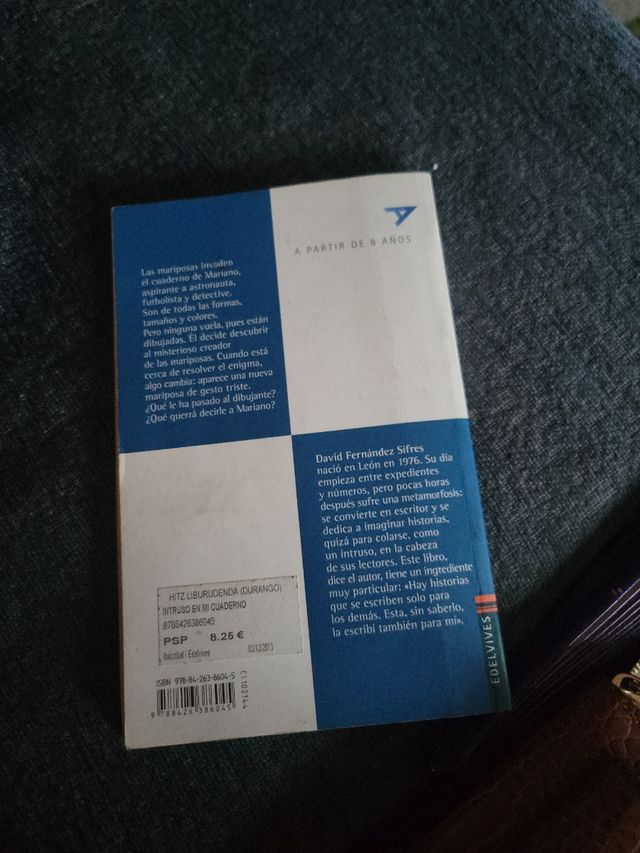 A PARTIR DE 8 AÑOS
Las mariposas invaden
el cuaderno de Mariano,
aspirante a astronauta,
futbolista y detective.
Son de todas las formas,
tamaños y colores.
Pero ninguna vuela, pues están
dibujadas. Él decide descubrir
al misterioso creador
de las mariposas. Cuando está
cerca de resolver el enigma,
algo cambia: aparece una nueva
mariposa de gesto triste.
¿Qué le ha pasado al dibujante?
¿Qué querrá decirle a Mariano?
David Fernández Sifres
nació en León en 1976. Su día
empieza entre expedientes
y números, pero pocas horas
después sufre una metamorfosis:
se convierte en escritor y se
dedica a imaginar historias,
quizá para colarse, como
un intruso, en la cabeza
de sus lectores. Este libro,
dice el autor, tiene un ingrediente
muy particular: «Hay historias
que se escriben solo para
los demás. Esta, sin saberlo,
la escribí también para mí».
HITZ LIBURUDENDA (DURANGO)
INTRUSO EN MI CUADERNO
9788426386045
PSP 8.25 €
Ibaizabal / Edelvives 03/12/2013
ISBN 978-84-263-8604-5
9 788426 386045
C1102144
EDELVIVES